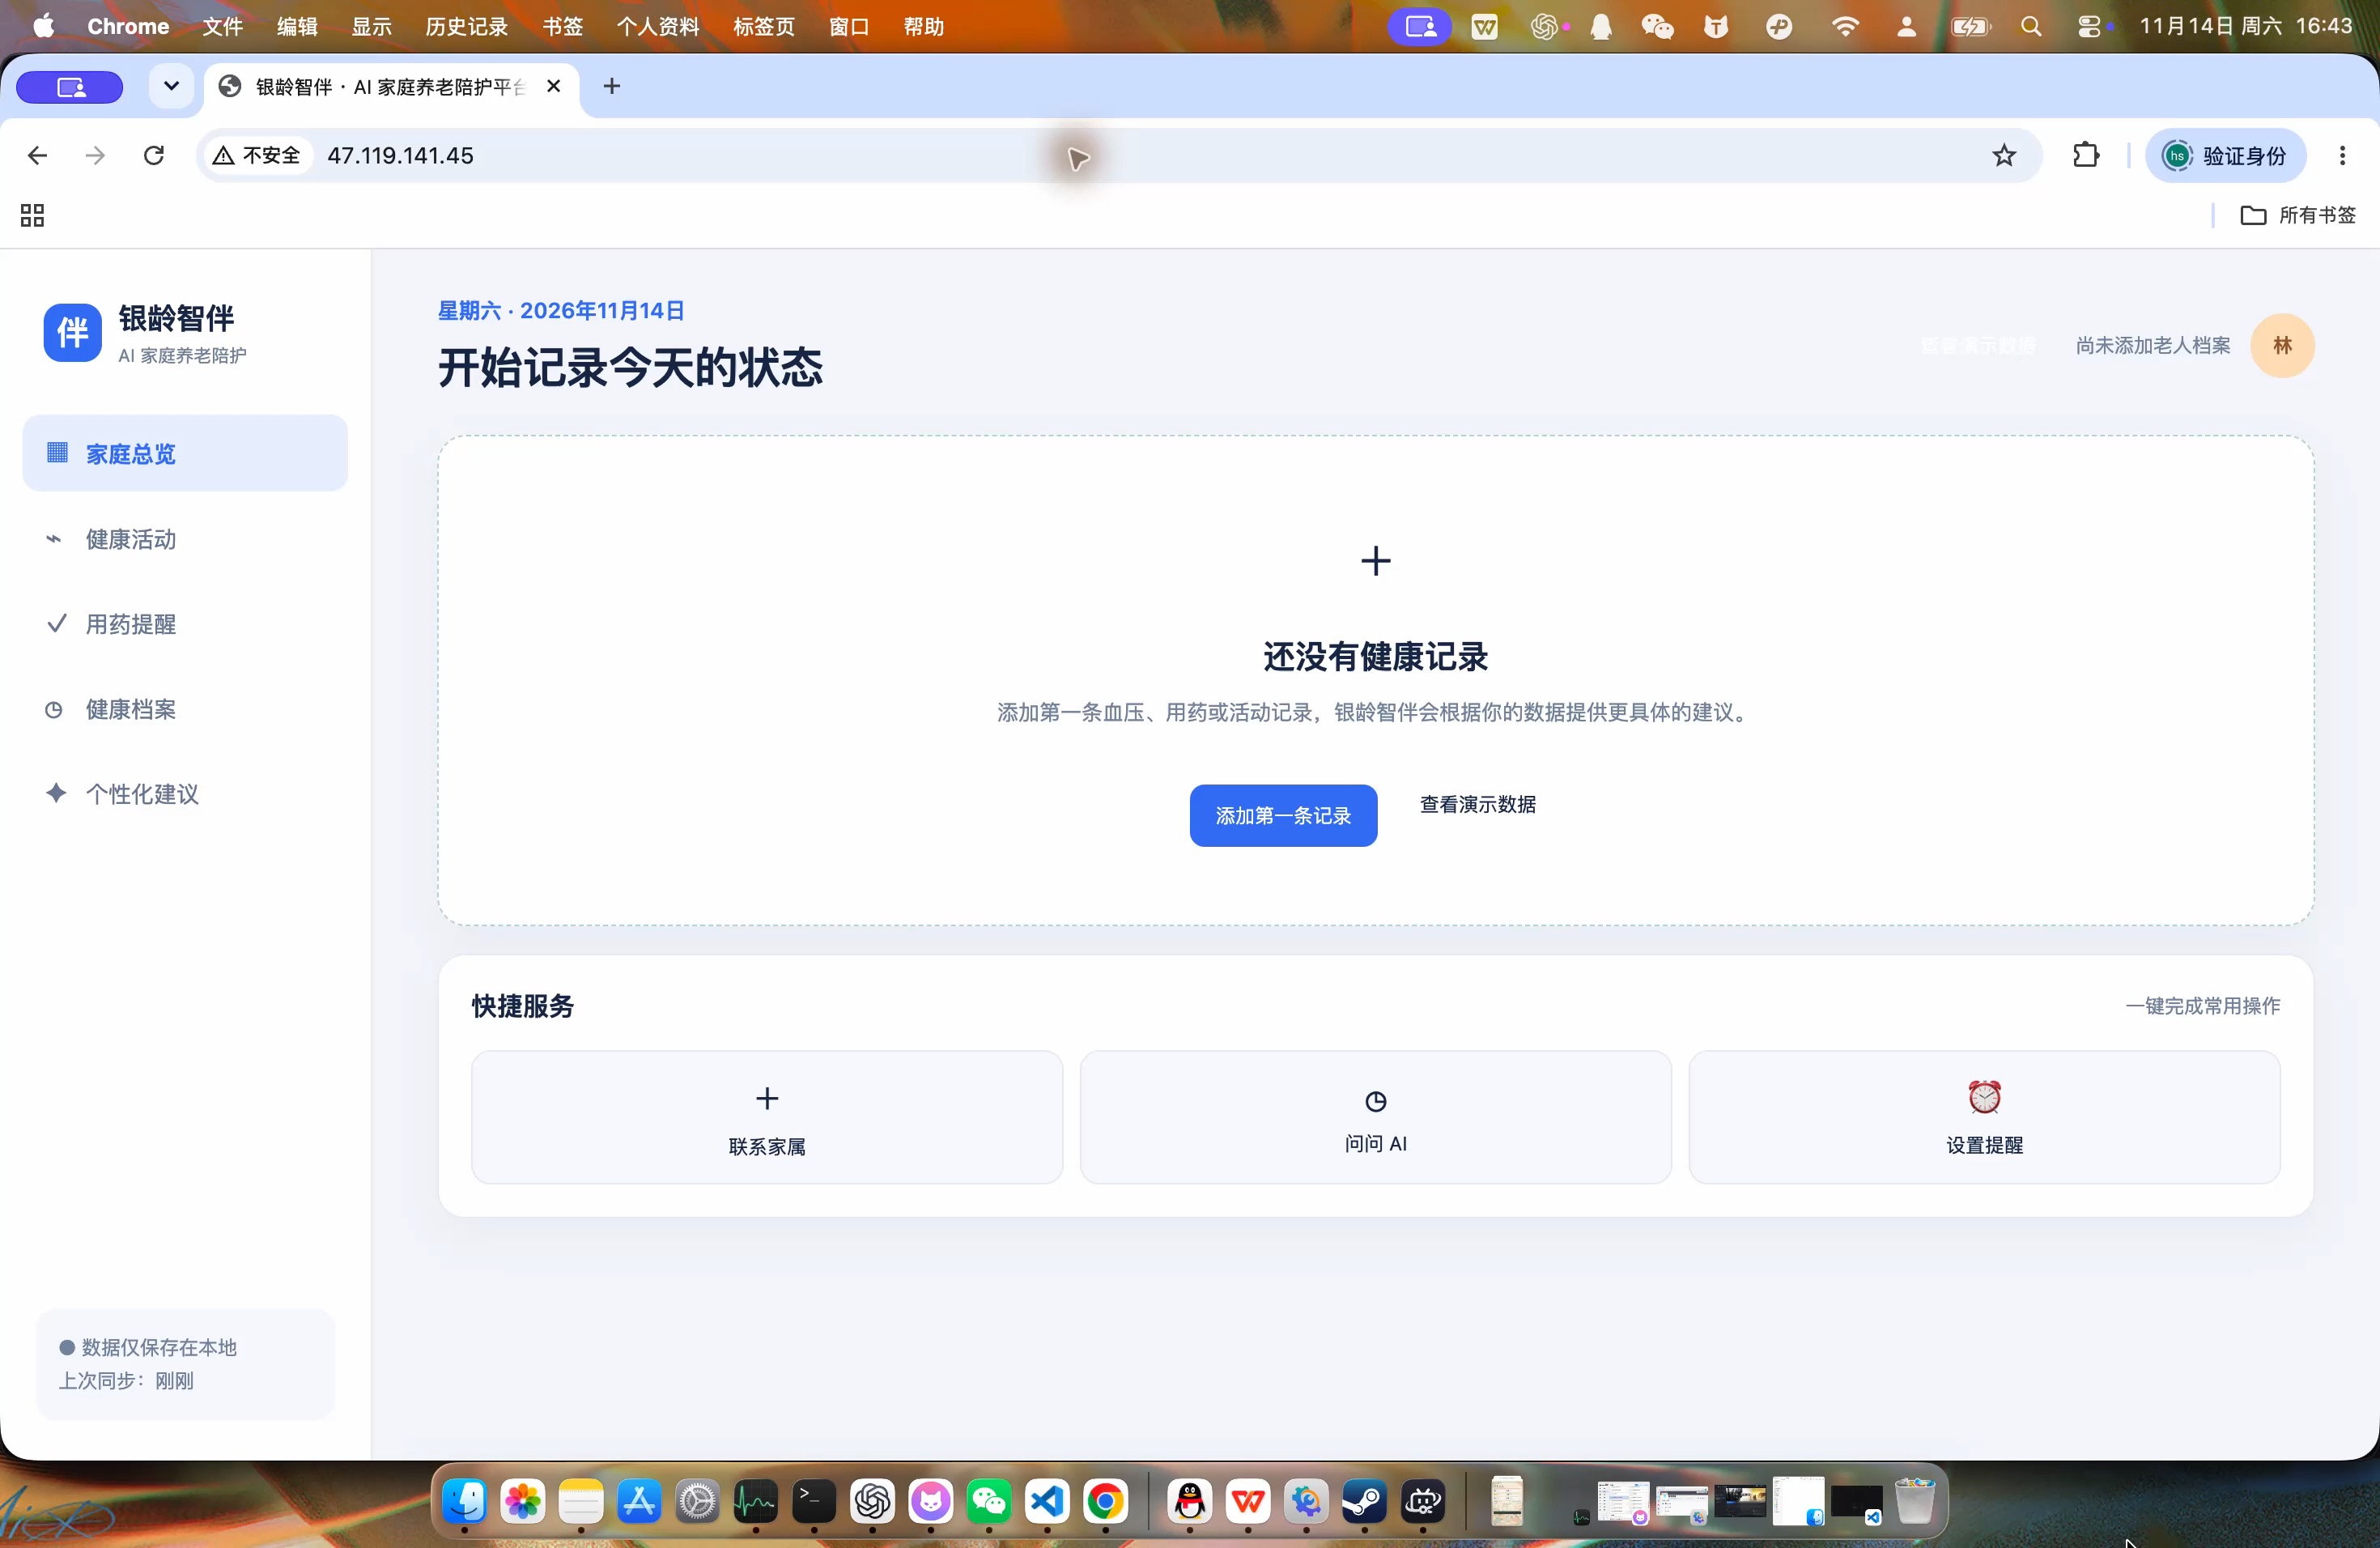 Chrome 文件 编辑 显示 历史记录 书签 个人资料 标签页 窗口 帮助 11月14日 周六 16:43
银龄智伴 · AI 家庭养老陪护平台
不安全 47.119.141.45 hs 验证身份
所有书签
伴 银龄智伴
AI 家庭养老陪护
家庭总览
健康活动
用药提醒
健康档案
个性化建议
数据仅保存在本地
上次同步：刚刚
星期六 · 2026年11月14日
开始记录今天的状态
查看演示数据 尚未添加老人档案 林
还没有健康记录
添加第一条血压、用药或活动记录，银龄智伴会根据你的数据提供更具体的建议。
添加第一条记录 查看演示数据
快捷服务 一键完成常用操作
联系家属 问问 AI 设置提醒